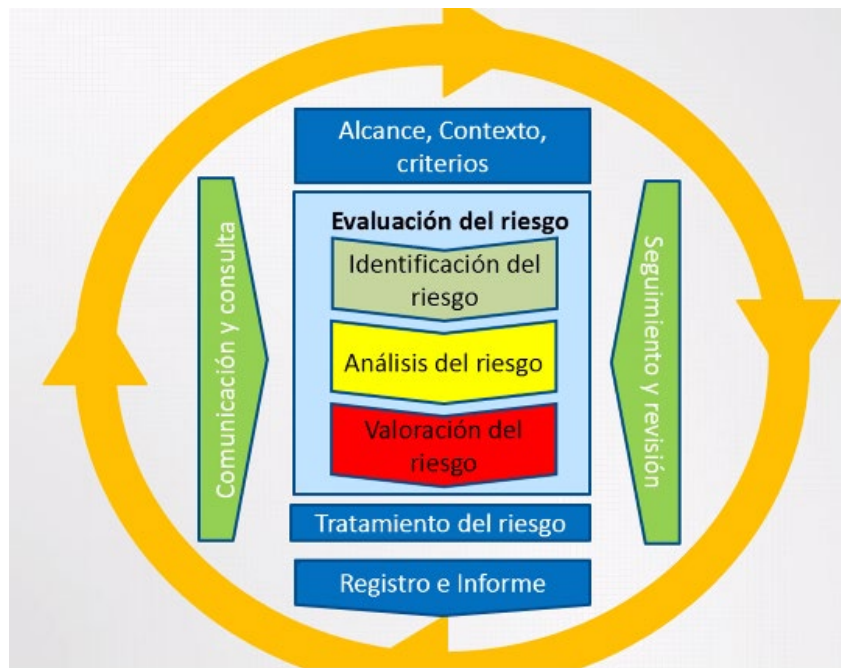 Alcance, Contexto,
criterios
Evaluación del riesgo
Identificación del
riesgo
Análisis del riesgo
Valoración del
riesgo
Tratamiento del riesgo
Registro e Informe
Comunicación y consulta
Seguimiento y revisión